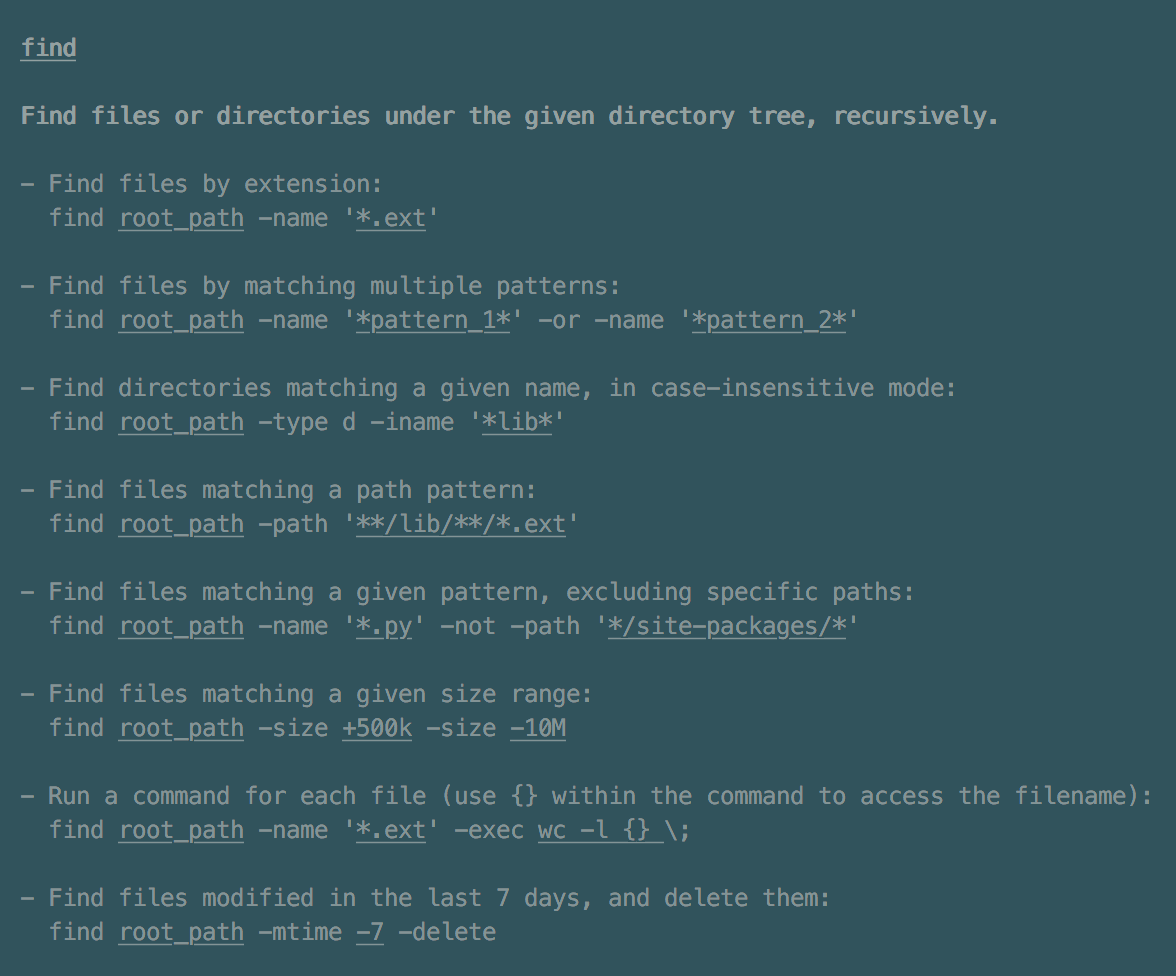 find
Find files or directories under the given directory tree, recursively.
- Find files by extension:
find root_path -name '*.ext'
- Find files by matching multiple patterns:
find root_path -name '*pattern_1*' -or -name '*pattern_2*'
- Find directories matching a given name, in case-insensitive mode:
find root_path -type d -iname '*lib*'
- Find files matching a path pattern:
find root_path -path '**/lib/**/*.ext'
- Find files matching a given pattern, excluding specific paths:
find root_path -name '*.py' -not -path '*/site-packages/*'
- Find files matching a given size range:
find root_path -size +500k -size -10M
- Run a command for each file (use {} within the command to access the filename):
find root_path -name '*.ext' -exec wc -l {} \;
- Find files modified in the last 7 days, and delete them:
find root_path -mtime -7 -delete